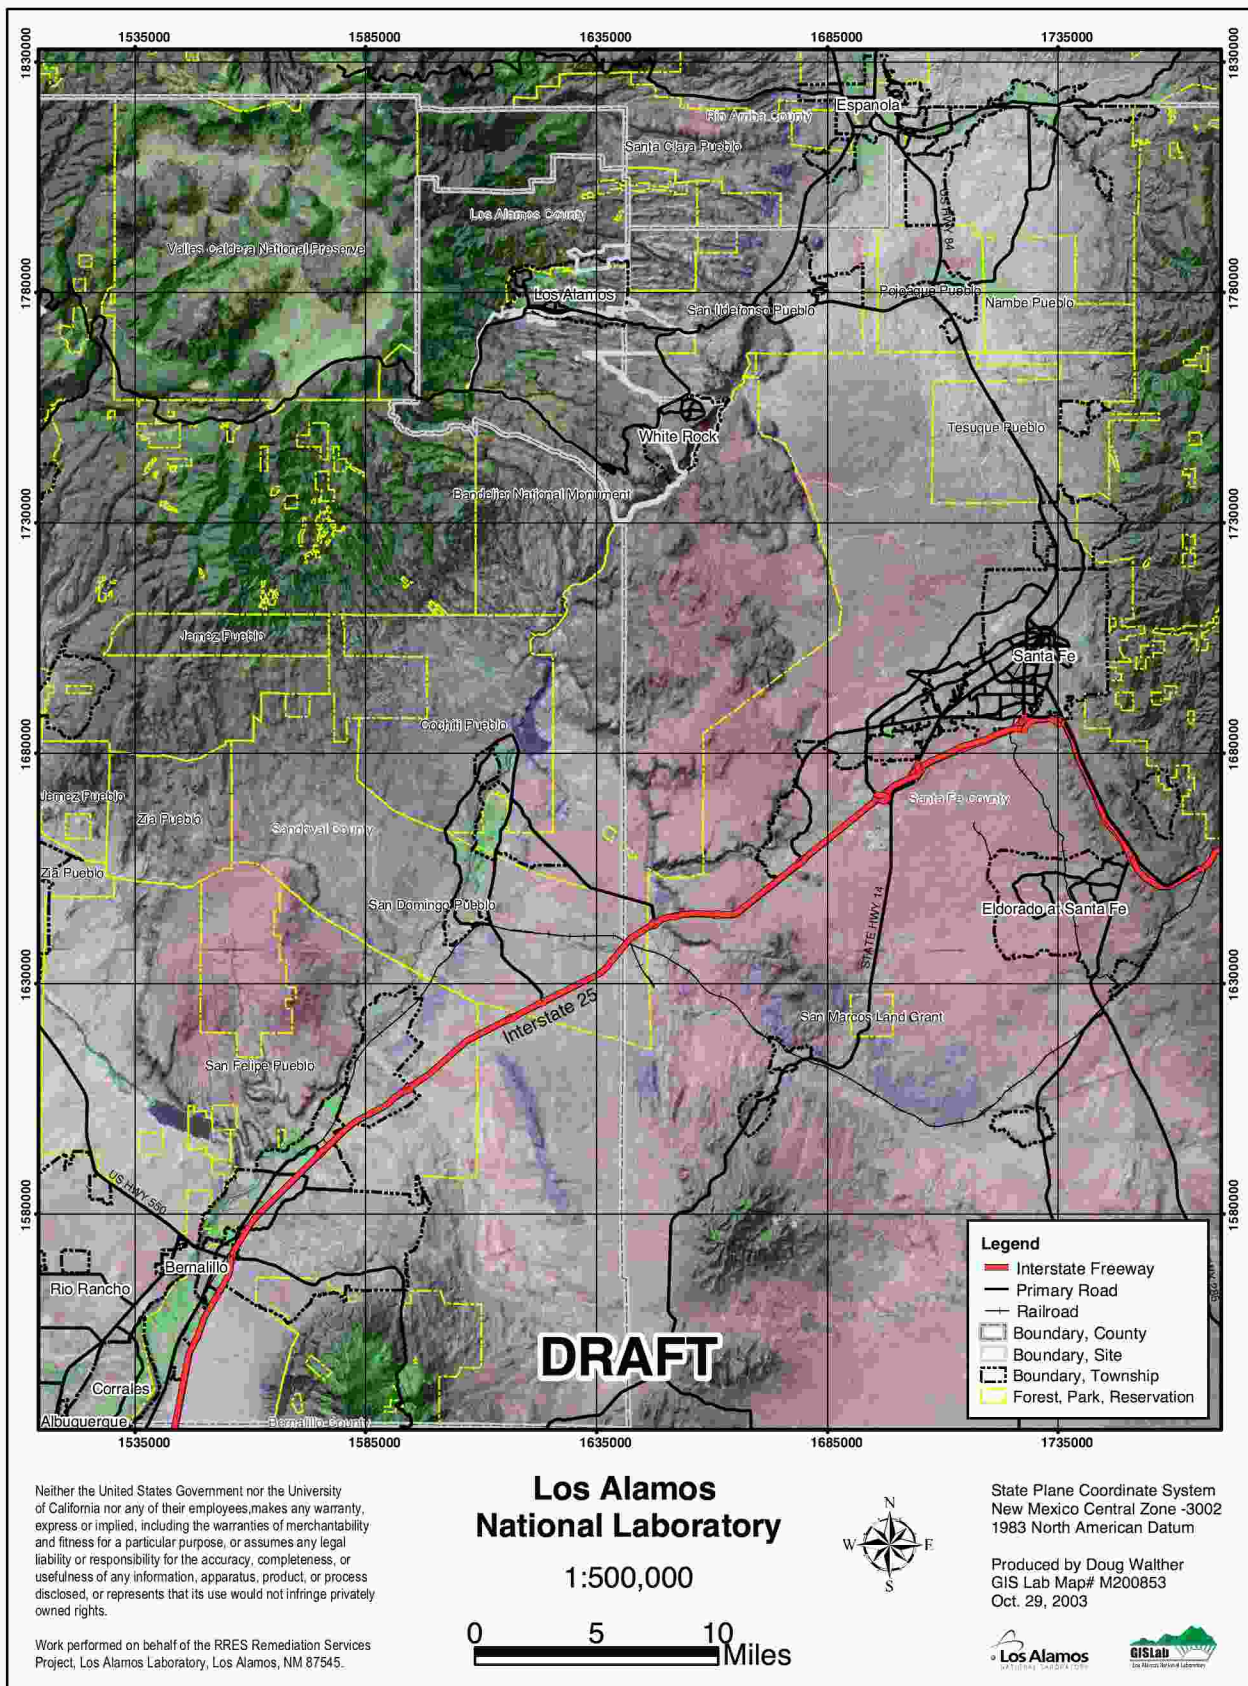 1535000 1585000 1635000 1685000 1735000
1830000
1830000
Espanola
Rio Arriba County
Santa Clara Pueblo
Los Alamos County
US HWY 84
Valles Caldera National Preserve
1780000
1780000
Los Alamos
Pojoaque Pueblo
Nambe Pueblo
San Ildefonso Pueblo
White Rock
Tesuque Pueblo
Bandelier National Monument
1730000
1730000
Jemez Pueblo
Santa Fe
Cochiti Pueblo
1680000
1680000
Jemez Pueblo
Zia Pueblo
Sandoval County
Santa Fe County
Zia Pueblo
San Domingo Pueblo
STATE HWY 14
Eldorado at Santa Fe
1630000
1630000
Interstate 25
San Marcos Land Grant
San Felipe Pueblo
US HWY 550
1580000
1580000
Bernalillo
Rio Rancho
Corrales
Albuquerque
Bernalillo County
DRAFT
Legend
Interstate Freeway
Primary Road
Railroad
Boundary, County
Boundary, Site
Boundary, Township
Forest, Park, Reservation
1535000 1585000 1635000 1685000 1735000
Neither the United States Government nor the University
of California nor any of their employees,makes any warranty,
express or implied, including the warranties of merchantability
and fitness for a particular purpose, or assumes any legal
liability or responsibility for the accuracy, completeness, or
usefulness of any information, apparatus, product, or process
disclosed, or represents that its use would not infringe privately
owned rights.
Work performed on behalf of the RRES Remediation Services
Project, Los Alamos Laboratory, Los Alamos, NM 87545.
Los Alamos
National Laboratory
1:500,000
0 5 10
Miles
N
W E
S
State Plane Coordinate System
New Mexico Central Zone -3002
1983 North American Datum
Produced by Doug Walther
GIS Lab Map# M200853
Oct. 29, 2003
Los Alamos
NATIONAL LABORATORY
GISLab
Los Alamos National Laboratory